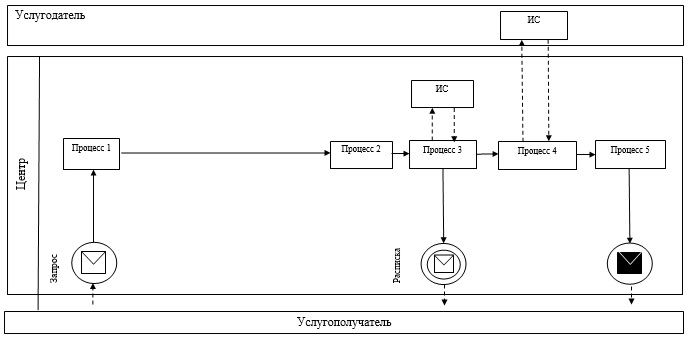 Услугодатель
ИС
Центр
ИС
Процесс 1
Процесс 2
Процесс 3
Процесс 4
Процесс 5
Запрос
Расписка
Услугополучатель